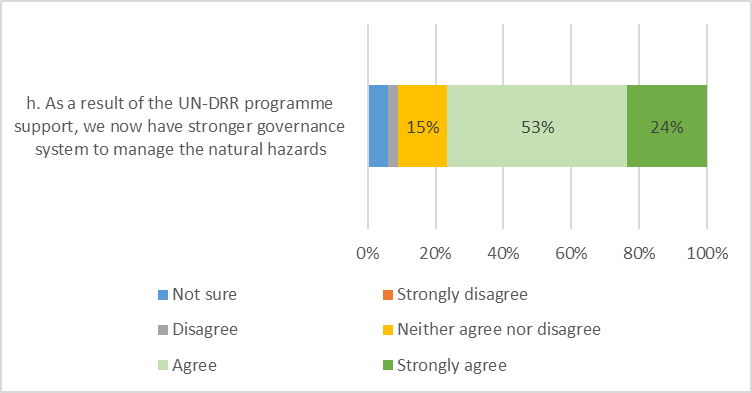 h. As a result of the UN-DRR programme
support, we now have stronger governance
system to manage the natural hazards
15% 53% 24%
0% 20% 40% 60% 80% 100%
Not sure Strongly disagree
Disagree Neither agree nor disagree
Agree Strongly agree